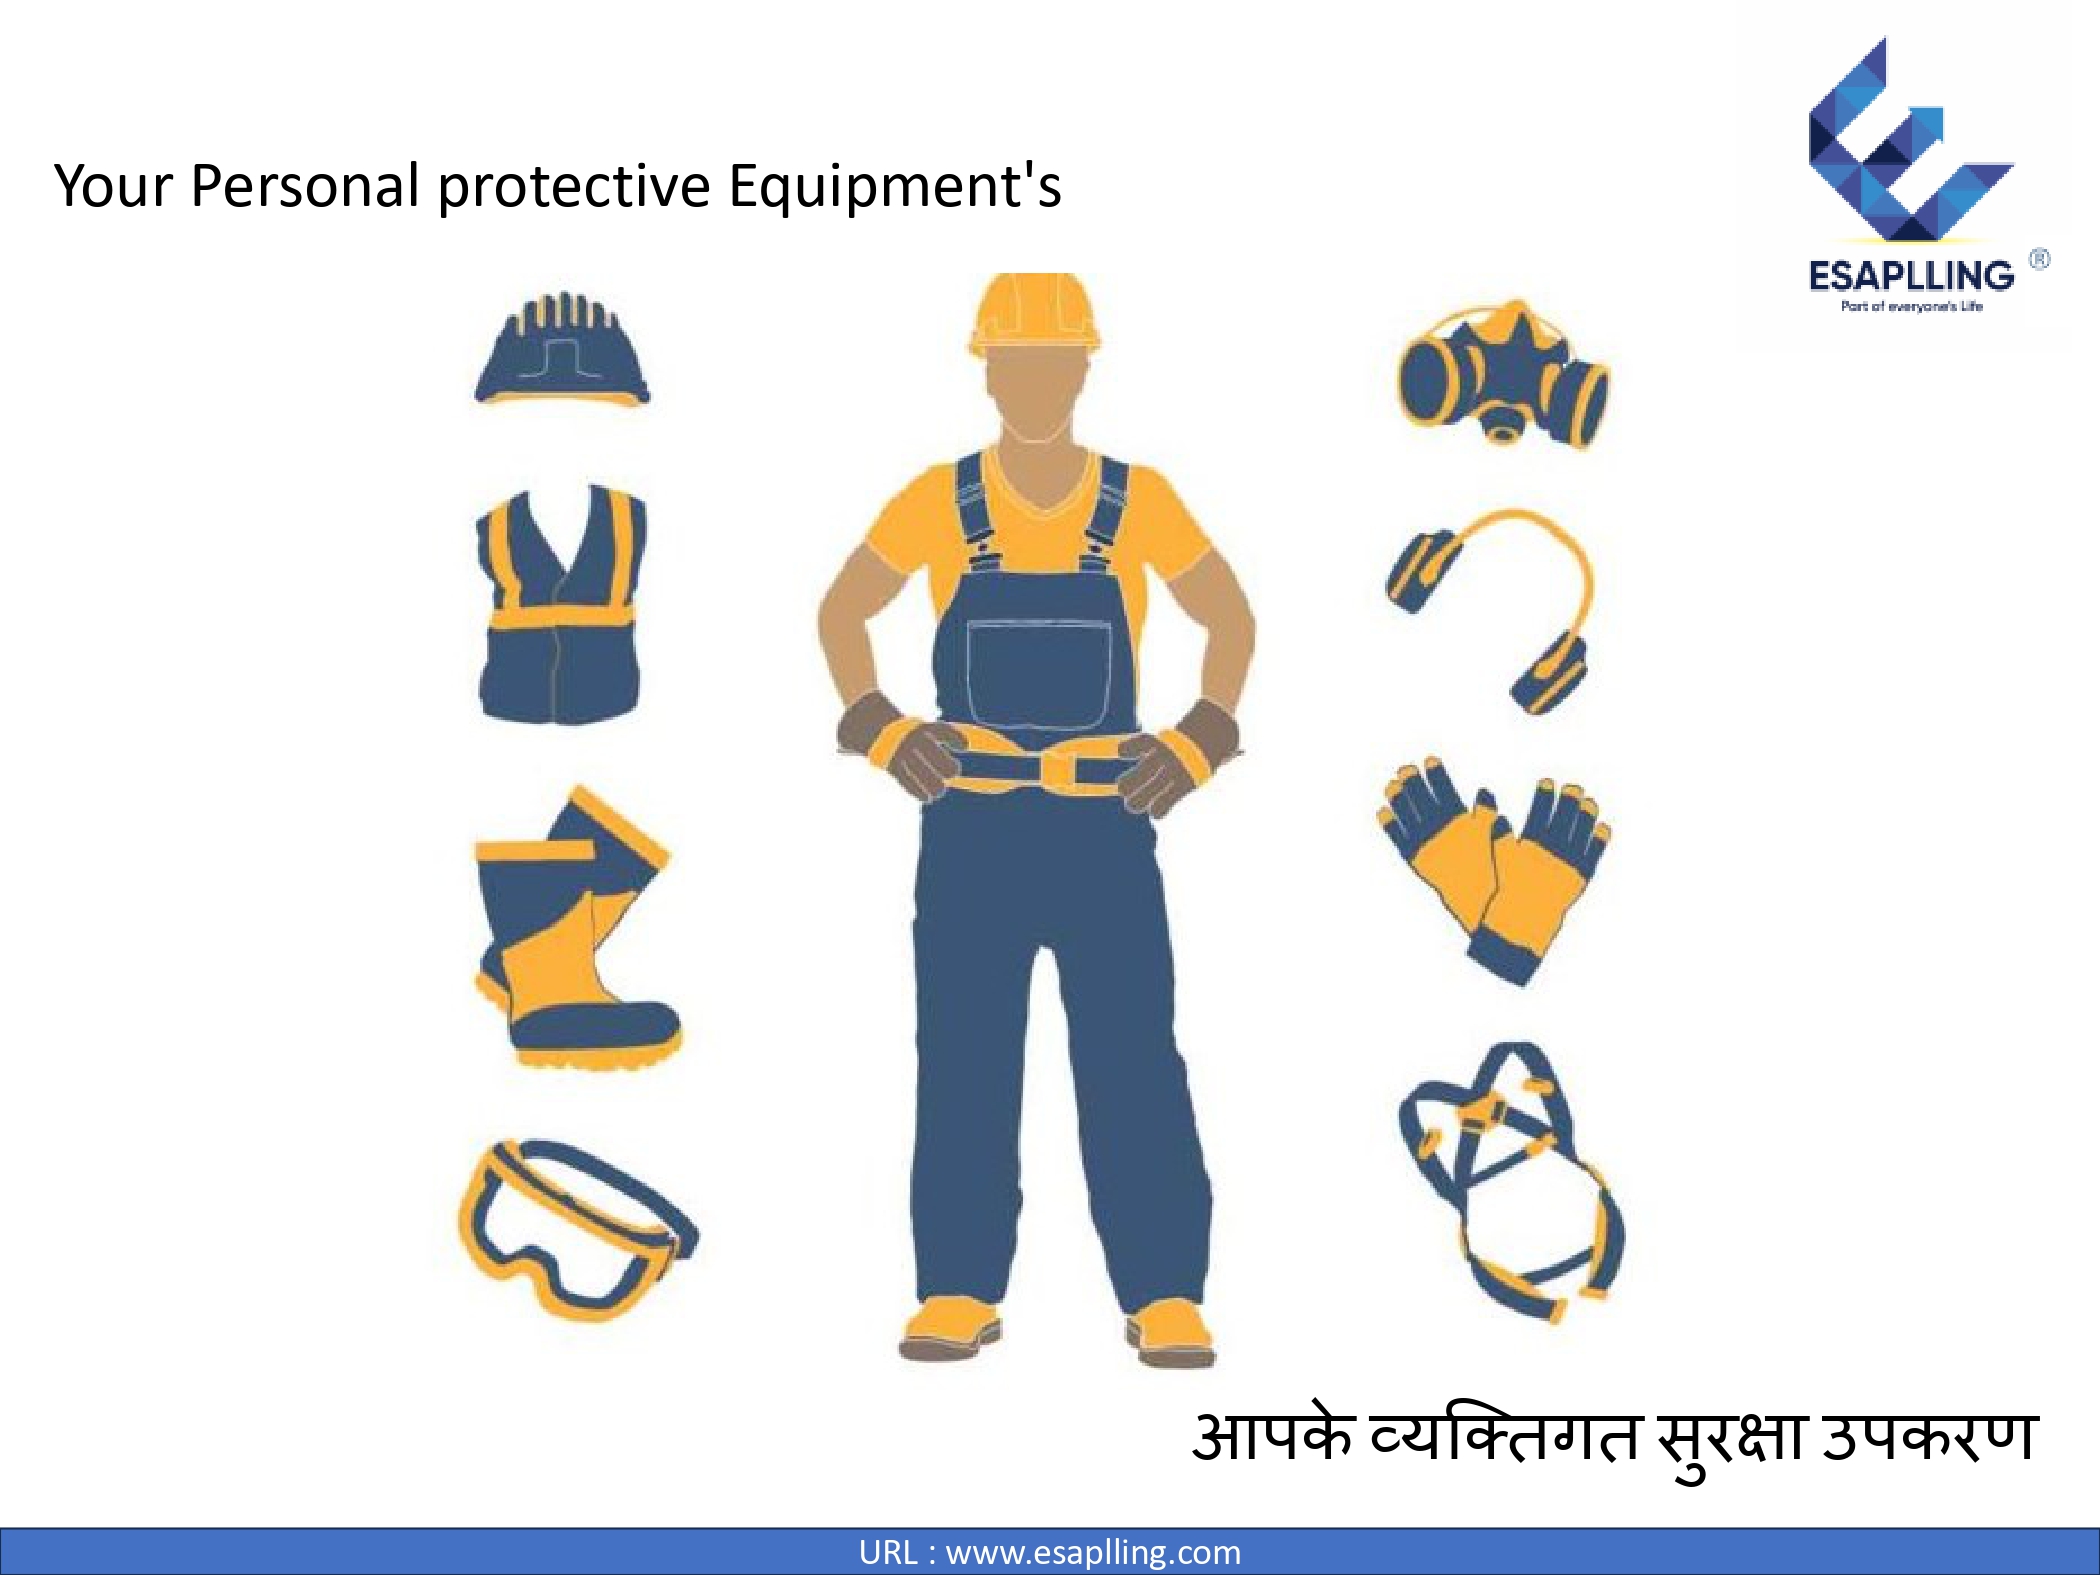 Your Personal protective Equipment's
ESAPLLING ®
Part of everyone's Life
आपके व्यक्तिगत सुरक्षा उपकरण
URL : www.esaplling.com